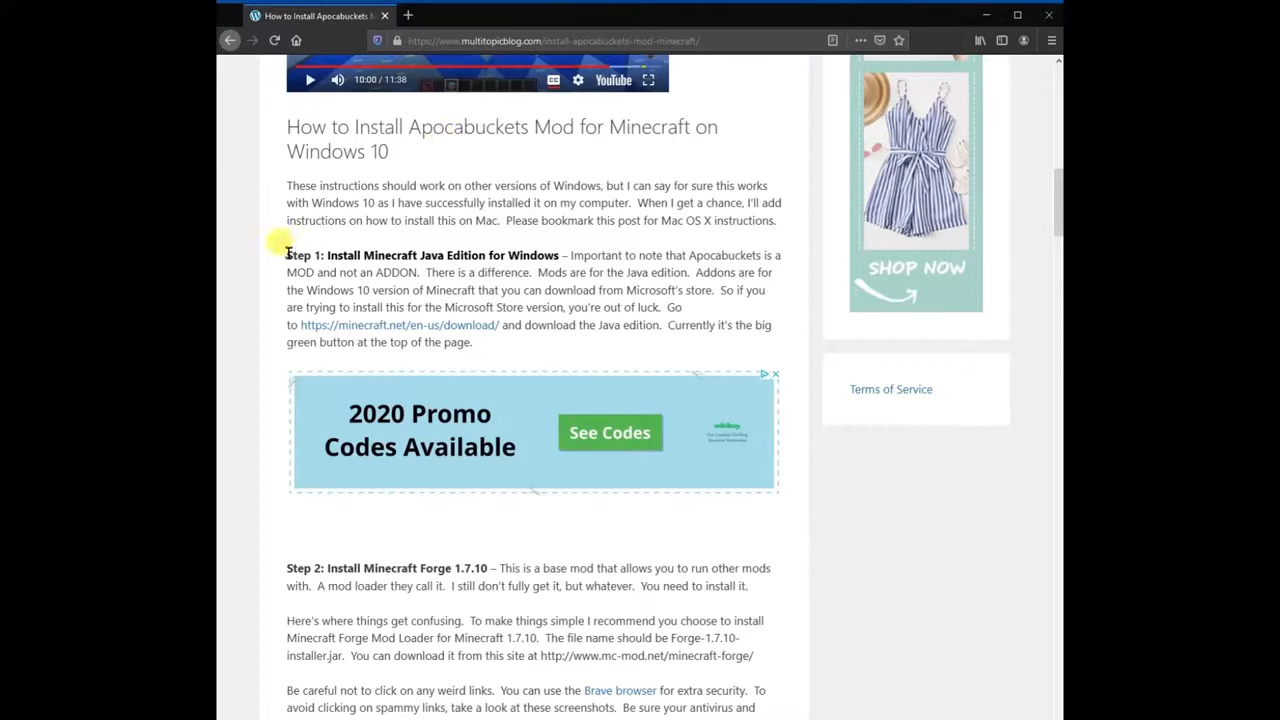 How to Install Apocabuckets M
https://www.multitopicblog.com/install-apocabuckets-mod-minecraft/
10:00 / 11:38
CC
YouTube
How to Install Apocabuckets Mod for Minecraft on
Windows 10
These instructions should work on other versions of Windows, but I can say for sure this works
with Windows 10 as I have successfully installed it on my computer.  When I get a chance, I'll add
instructions on how to install this on Mac.  Please bookmark this post for Mac OS X instructions.
Step 1: Install Minecraft Java Edition for Windows – Important to note that Apocabuckets is a
MOD and not an ADDON.  There is a difference.  Mods are for the Java edition.  Addons are for
the Windows 10 version of Minecraft that you can download from Microsoft's store.  So if you
are trying to install this for the Microsoft Store version, you're out of luck.  Go
to https://minecraft.net/en-us/download/ and download the Java edition.  Currently it's the big
green button at the top of the page.
2020 Promo
Codes Available
See Codes
wikibuy.
Step 2: Install Minecraft Forge 1.7.10 – This is a base mod that allows you to run other mods
with.  A mod loader they call it.  I still don't fully get it, but whatever.  You need to install it.
Here's where things get confusing.  To make things simple I recommend you choose to install
Minecraft Forge Mod Loader for Minecraft 1.7.10.  The file name should be Forge-1.7.10-
installer.jar.  You can download it from this site at http://www.mc-mod.net/minecraft-forge/
Be careful not to click on any weird links.  You can use the Brave browser for extra security.  To
avoid clicking on spammy links, take a look at these screenshots.  Be sure your antivirus and
SHOP NOW
Terms of Service